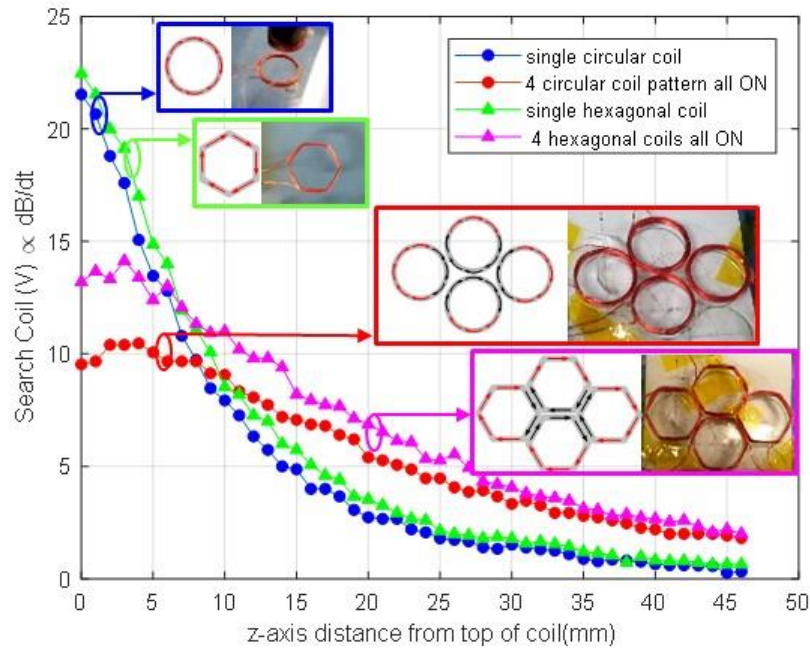 25
20
15
10
5
0
Search Coil (V) ∝ dB/dt
single circular coil
4 circular coil pattern all ON
single hexagonal coil
4 hexagonal coils all ON
0 5 10 15 20 25 30 35 40 45 50
z-axis distance from top of coil(mm)